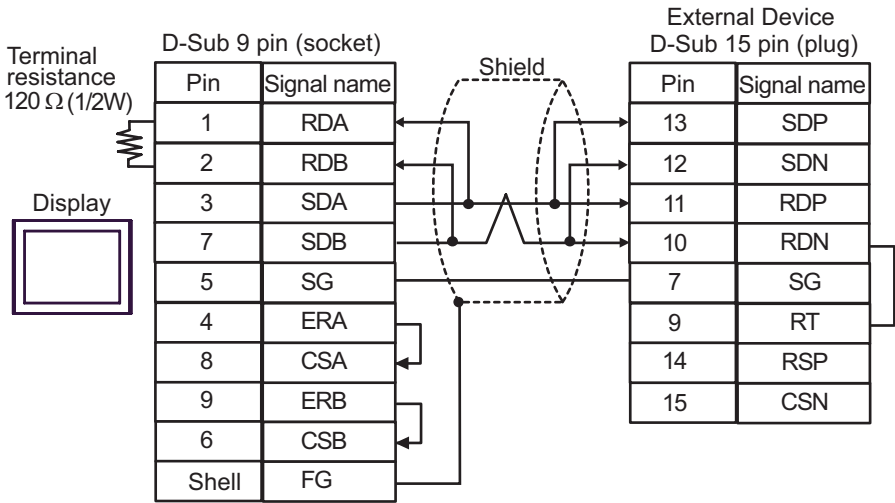 External Device
D-Sub 9 pin (socket)
D-Sub 15 pin (plug)
Terminal
resistance
120 Ω (1/2W)
Shield
Display
Pin Signal name
1 RDA
2 RDB
3 SDA
7 SDB
5 SG
4 ERA
8 CSA
9 ERB
6 CSB
Shell FG
Pin Signal name
13 SDP
12 SDN
11 RDP
10 RDN
7 SG
9 RT
14 RSP
15 CSN